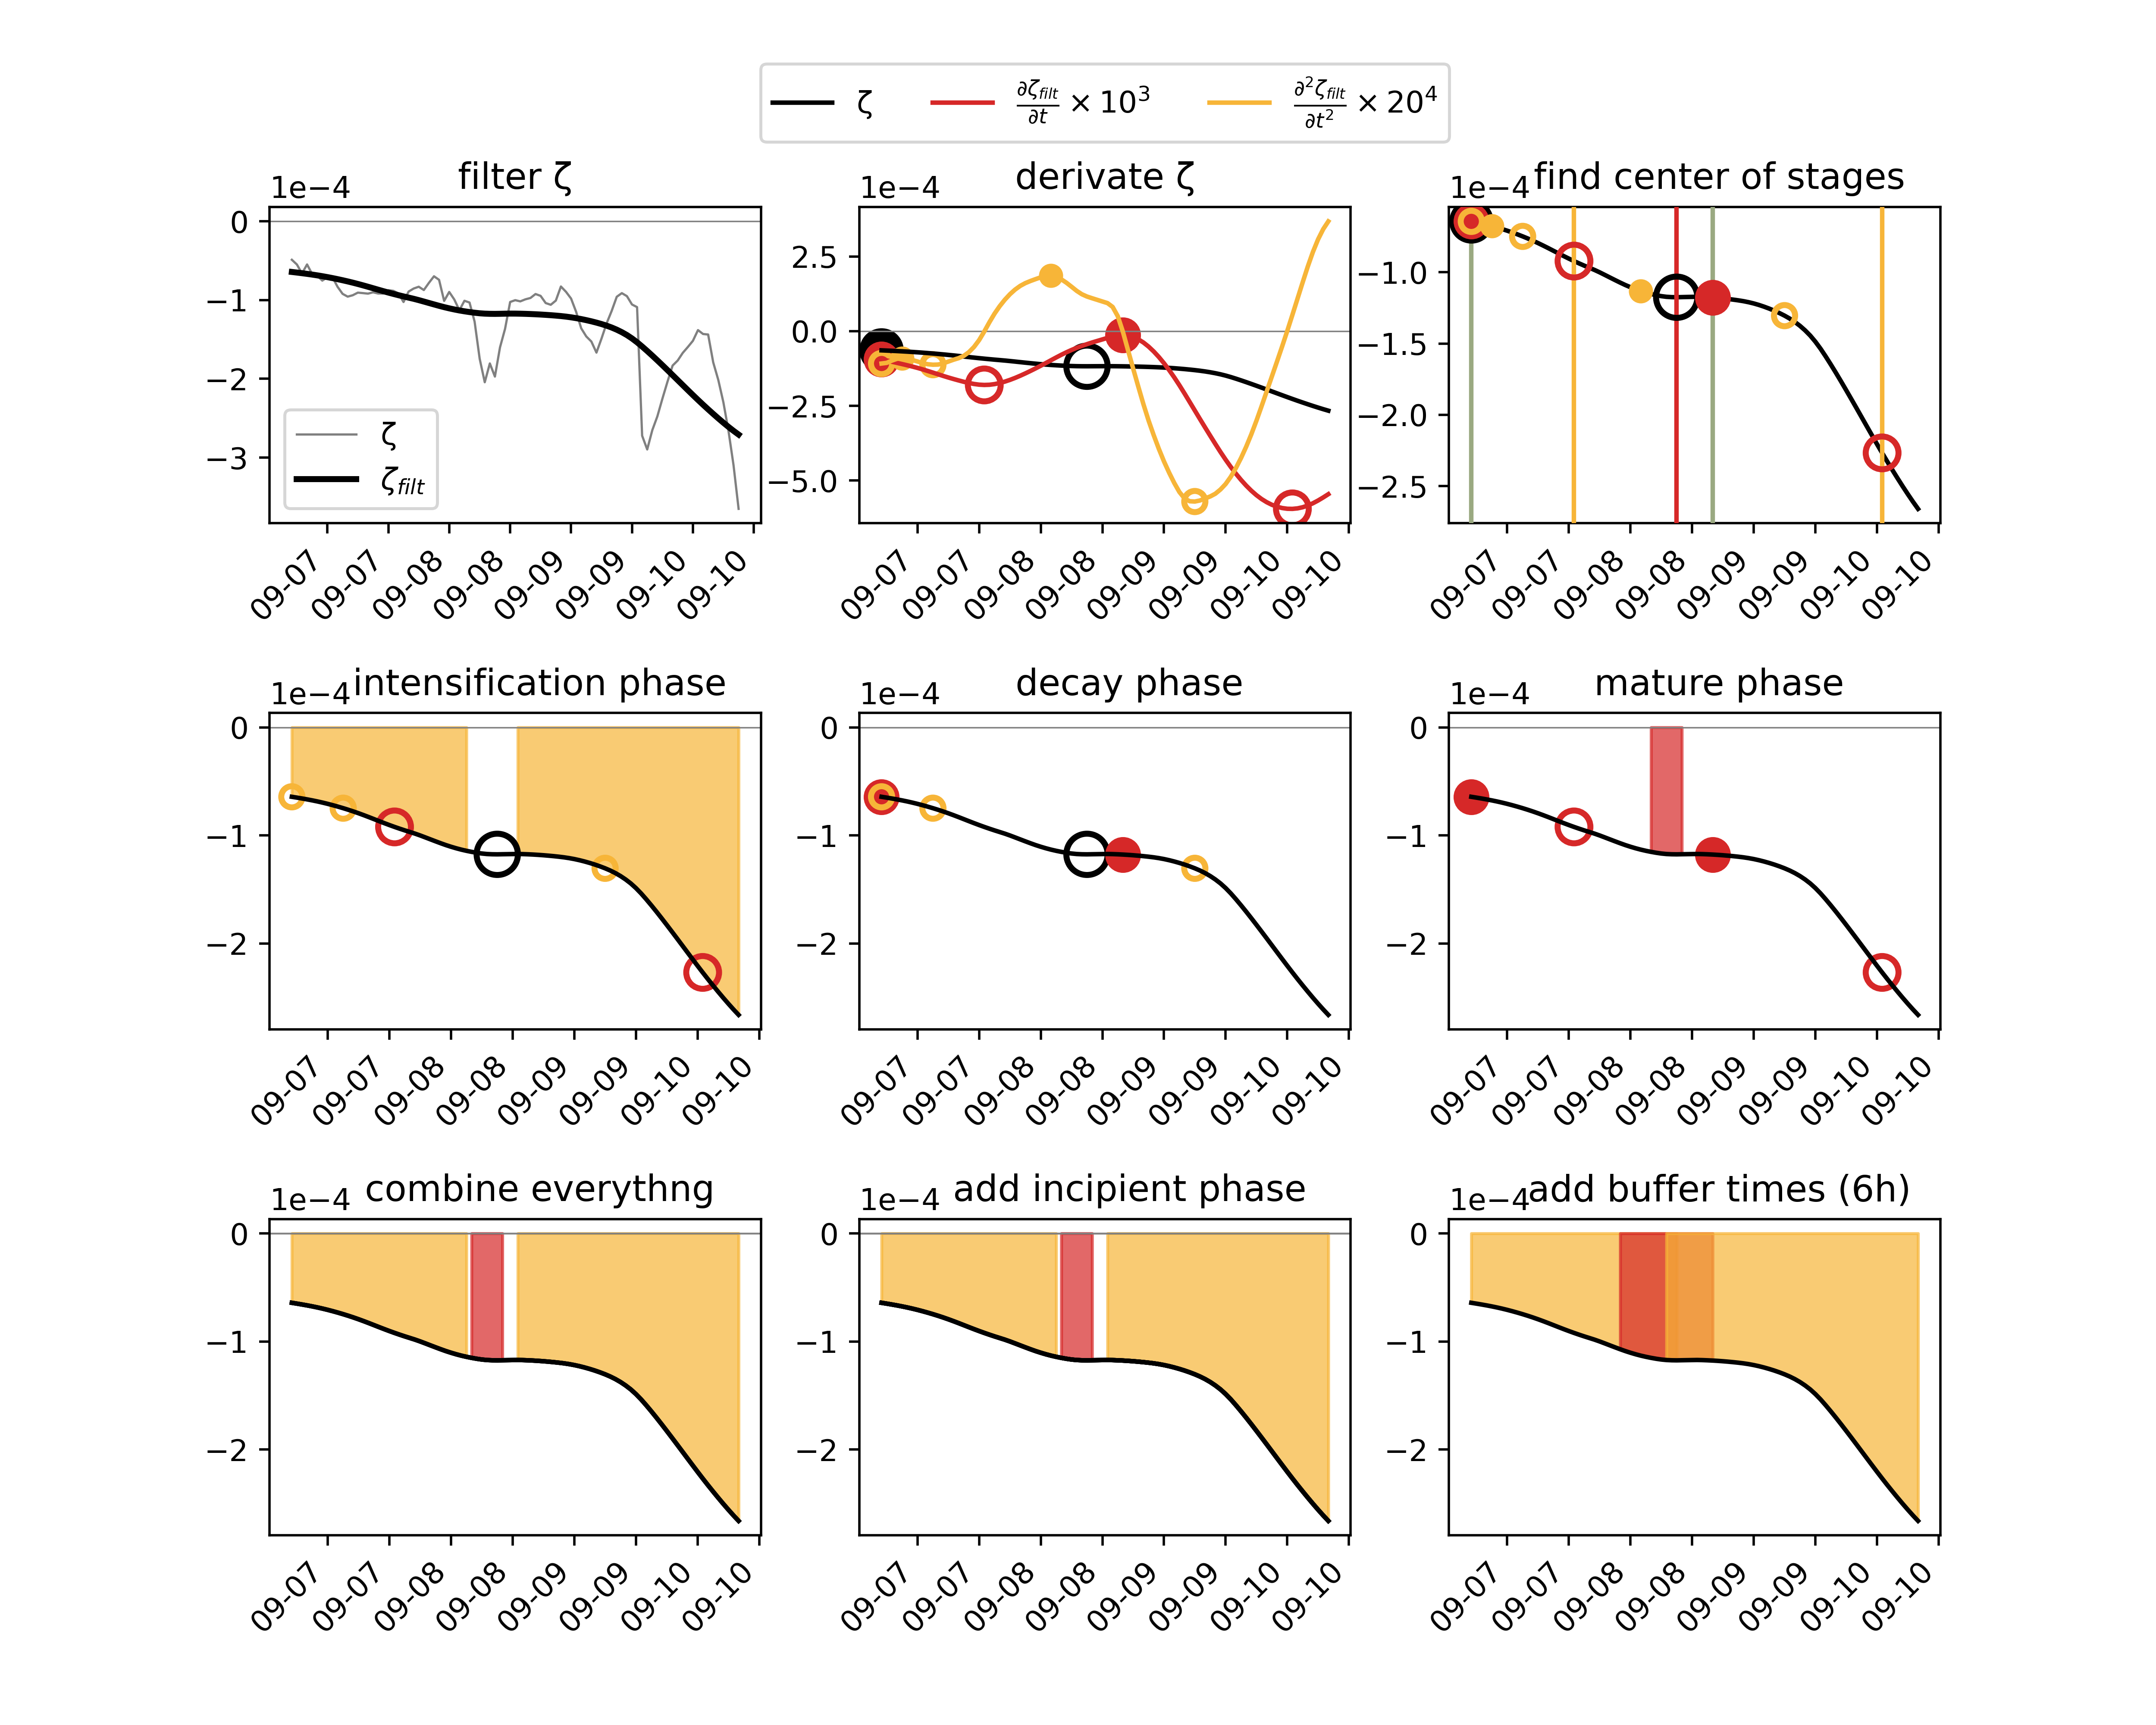 ζ ∂ζfilt/∂t × 10³ ∂²ζfilt/∂t² × 20⁴
filter ζ
1e−4
0
−1
−2
−3
ζ
ζfilt
09-07 09-07 09-08 09-08 09-09 09-09 09-10 09-10
derivate ζ
1e−4
2.5
0.0
−2.5
−5.0
09-07 09-07 09-08 09-08 09-09 09-09 09-10 09-10
find center of stages
1e−4
−1.0
−1.5
−2.0
−2.5
09-07 09-07 09-08 09-08 09-09 09-09 09-10 09-10
intensification phase
1e−4
0
−1
−2
09-07 09-07 09-08 09-08 09-09 09-09 09-10 09-10
decay phase
1e−4
0
−1
−2
09-07 09-07 09-08 09-08 09-09 09-09 09-10 09-10
mature phase
1e−4
0
−1
−2
09-07 09-07 09-08 09-08 09-09 09-09 09-10 09-10
combine everythng
1e−4
0
−1
−2
09-07 09-07 09-08 09-08 09-09 09-09 09-10 09-10
add incipient phase
1e−4
0
−1
−2
09-07 09-07 09-08 09-08 09-09 09-09 09-10 09-10
add buffer times (6h)
1e−4
0
−1
−2
09-07 09-07 09-08 09-08 09-09 09-09 09-10 09-10